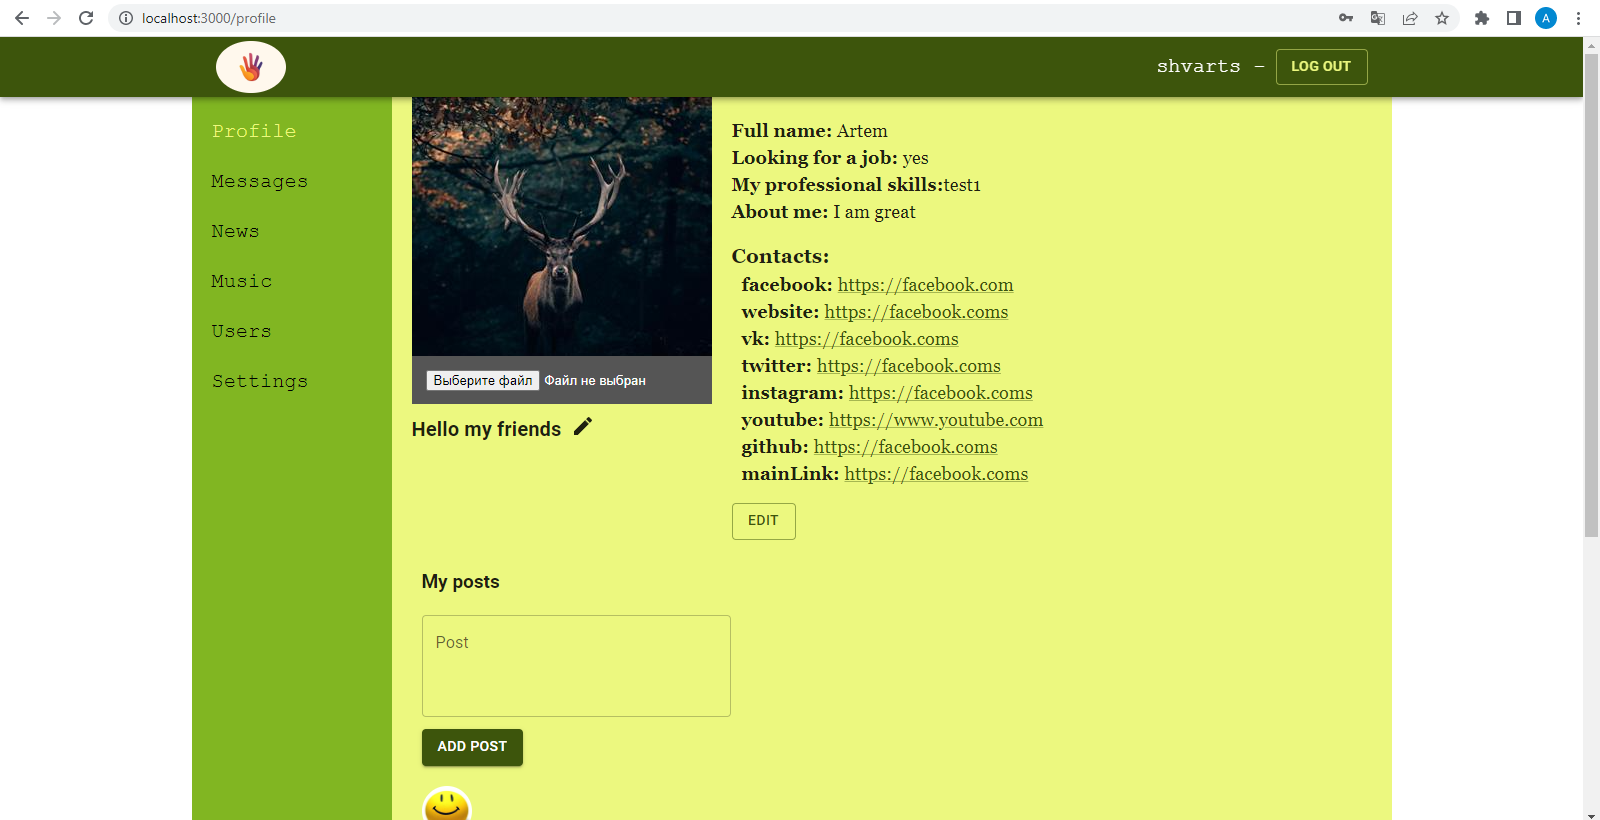 localhost:3000/profile
A
shvarts - LOG OUT
Profile
Messages
News
Music
Users
Settings
Выберите файл Файл не выбран
Hello my friends
Full name: Artem
Looking for a job: yes
My professional skills:test1
About me: I am great
Contacts:
facebook: https://facebook.com
website: https://facebook.coms
vk: https://facebook.coms
twitter: https://facebook.coms
instagram: https://facebook.coms
youtube: https://www.youtube.com
github: https://facebook.coms
mainLink: https://facebook.coms
EDIT
My posts
Post
ADD POST